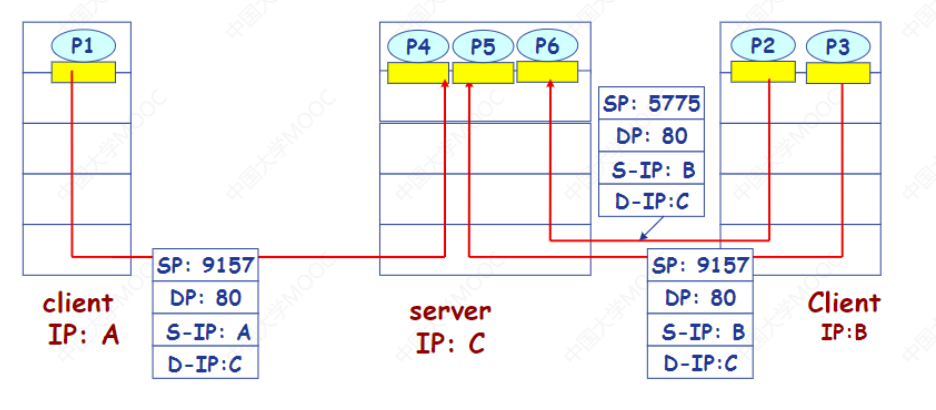 P1
P4 P5 P6
P2 P3
SP: 5775
DP: 80
S-IP: B
D-IP:C
SP: 9157
DP: 80
S-IP: A
D-IP:C
SP: 9157
DP: 80
S-IP: B
D-IP:C
client
IP: A
server
IP: C
Client
IP:B
中国大学MOOC